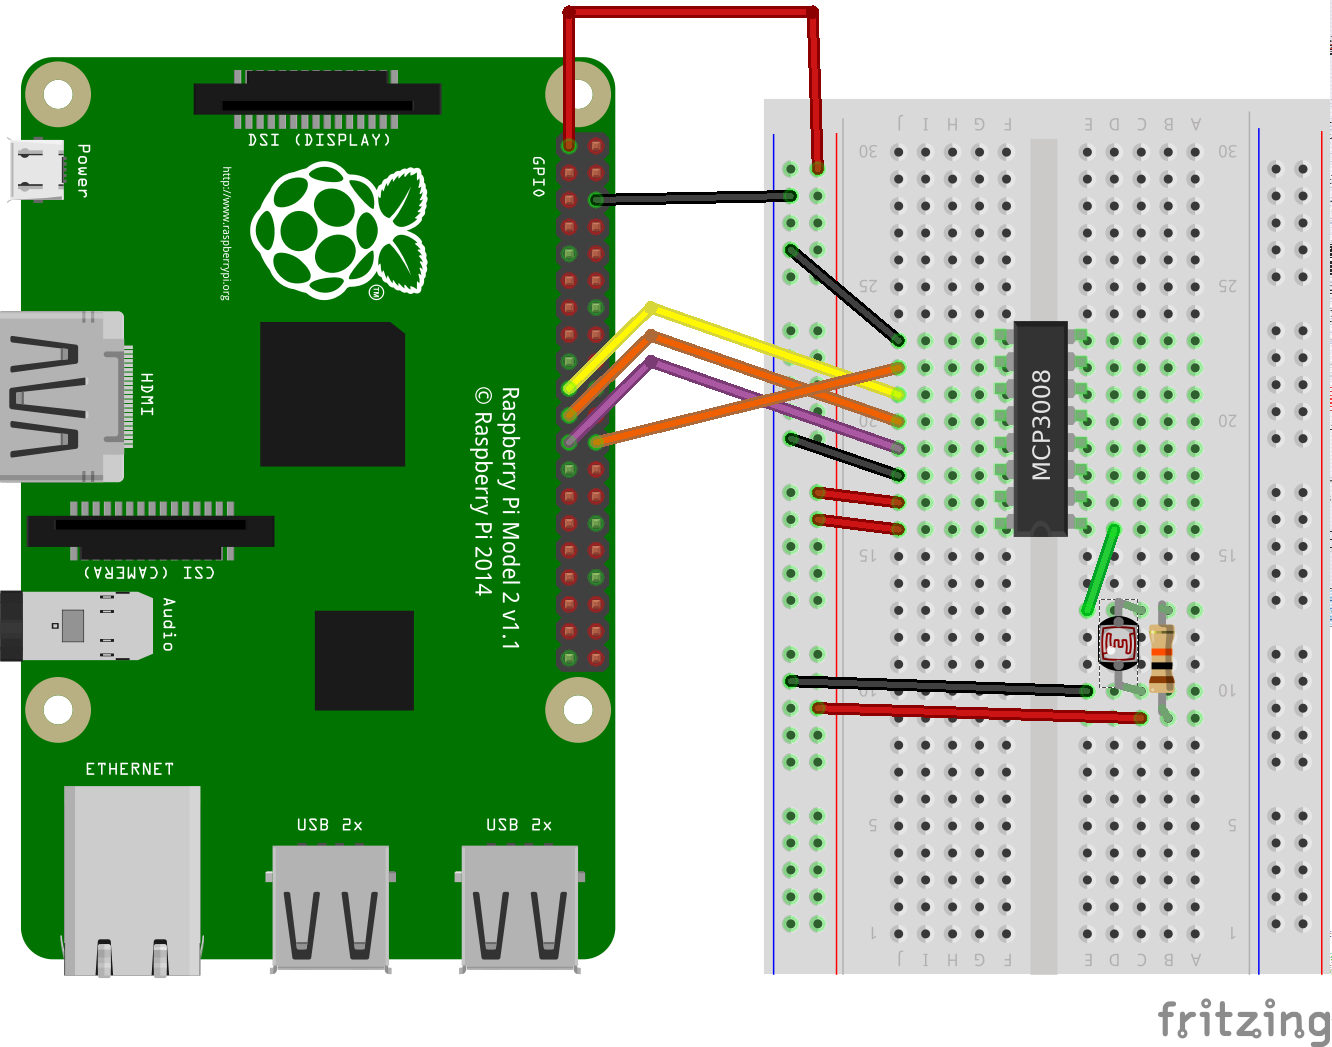 DSI (DISPLAY)
Power
http://www.raspberrypi.org
TM
GPIO
HDMI
Raspberry Pi Model 2 v1.1
© Raspberry Pi 2014
CSI (CAMERA)
Audio
ETHERNET
USB 2x
USB 2x
J I H G F E D C B A
30 30
25 25
20 20
MCP3008
15 15
10 10
5 5
1 1
J I H G F E D C B A
fritzing